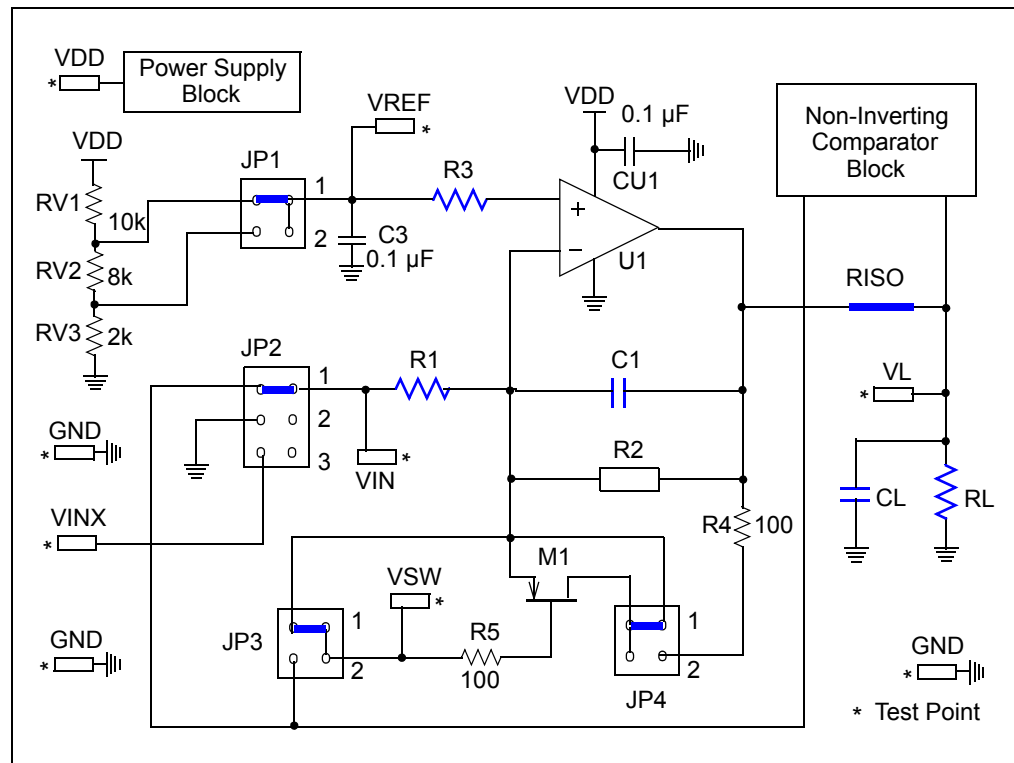 VDD
*
Power Supply
Block
VREF
*
VDD
0.1 µF
CU1
Non-Inverting
Comparator
Block
VDD
RV1
10k
RV2
8k
RV3
2k
JP1
1
2
C3
0.1 µF
R3
+
−
U1
RISO
JP2
1
2
3
R1
C1
VL
*
GND
*
VIN
*
R2
CL
RL
VINX
*
R4
100
M1
VSW
*
JP3
1
2
R5
100
1
2
JP4
GND
*
GND
*
* Test Point